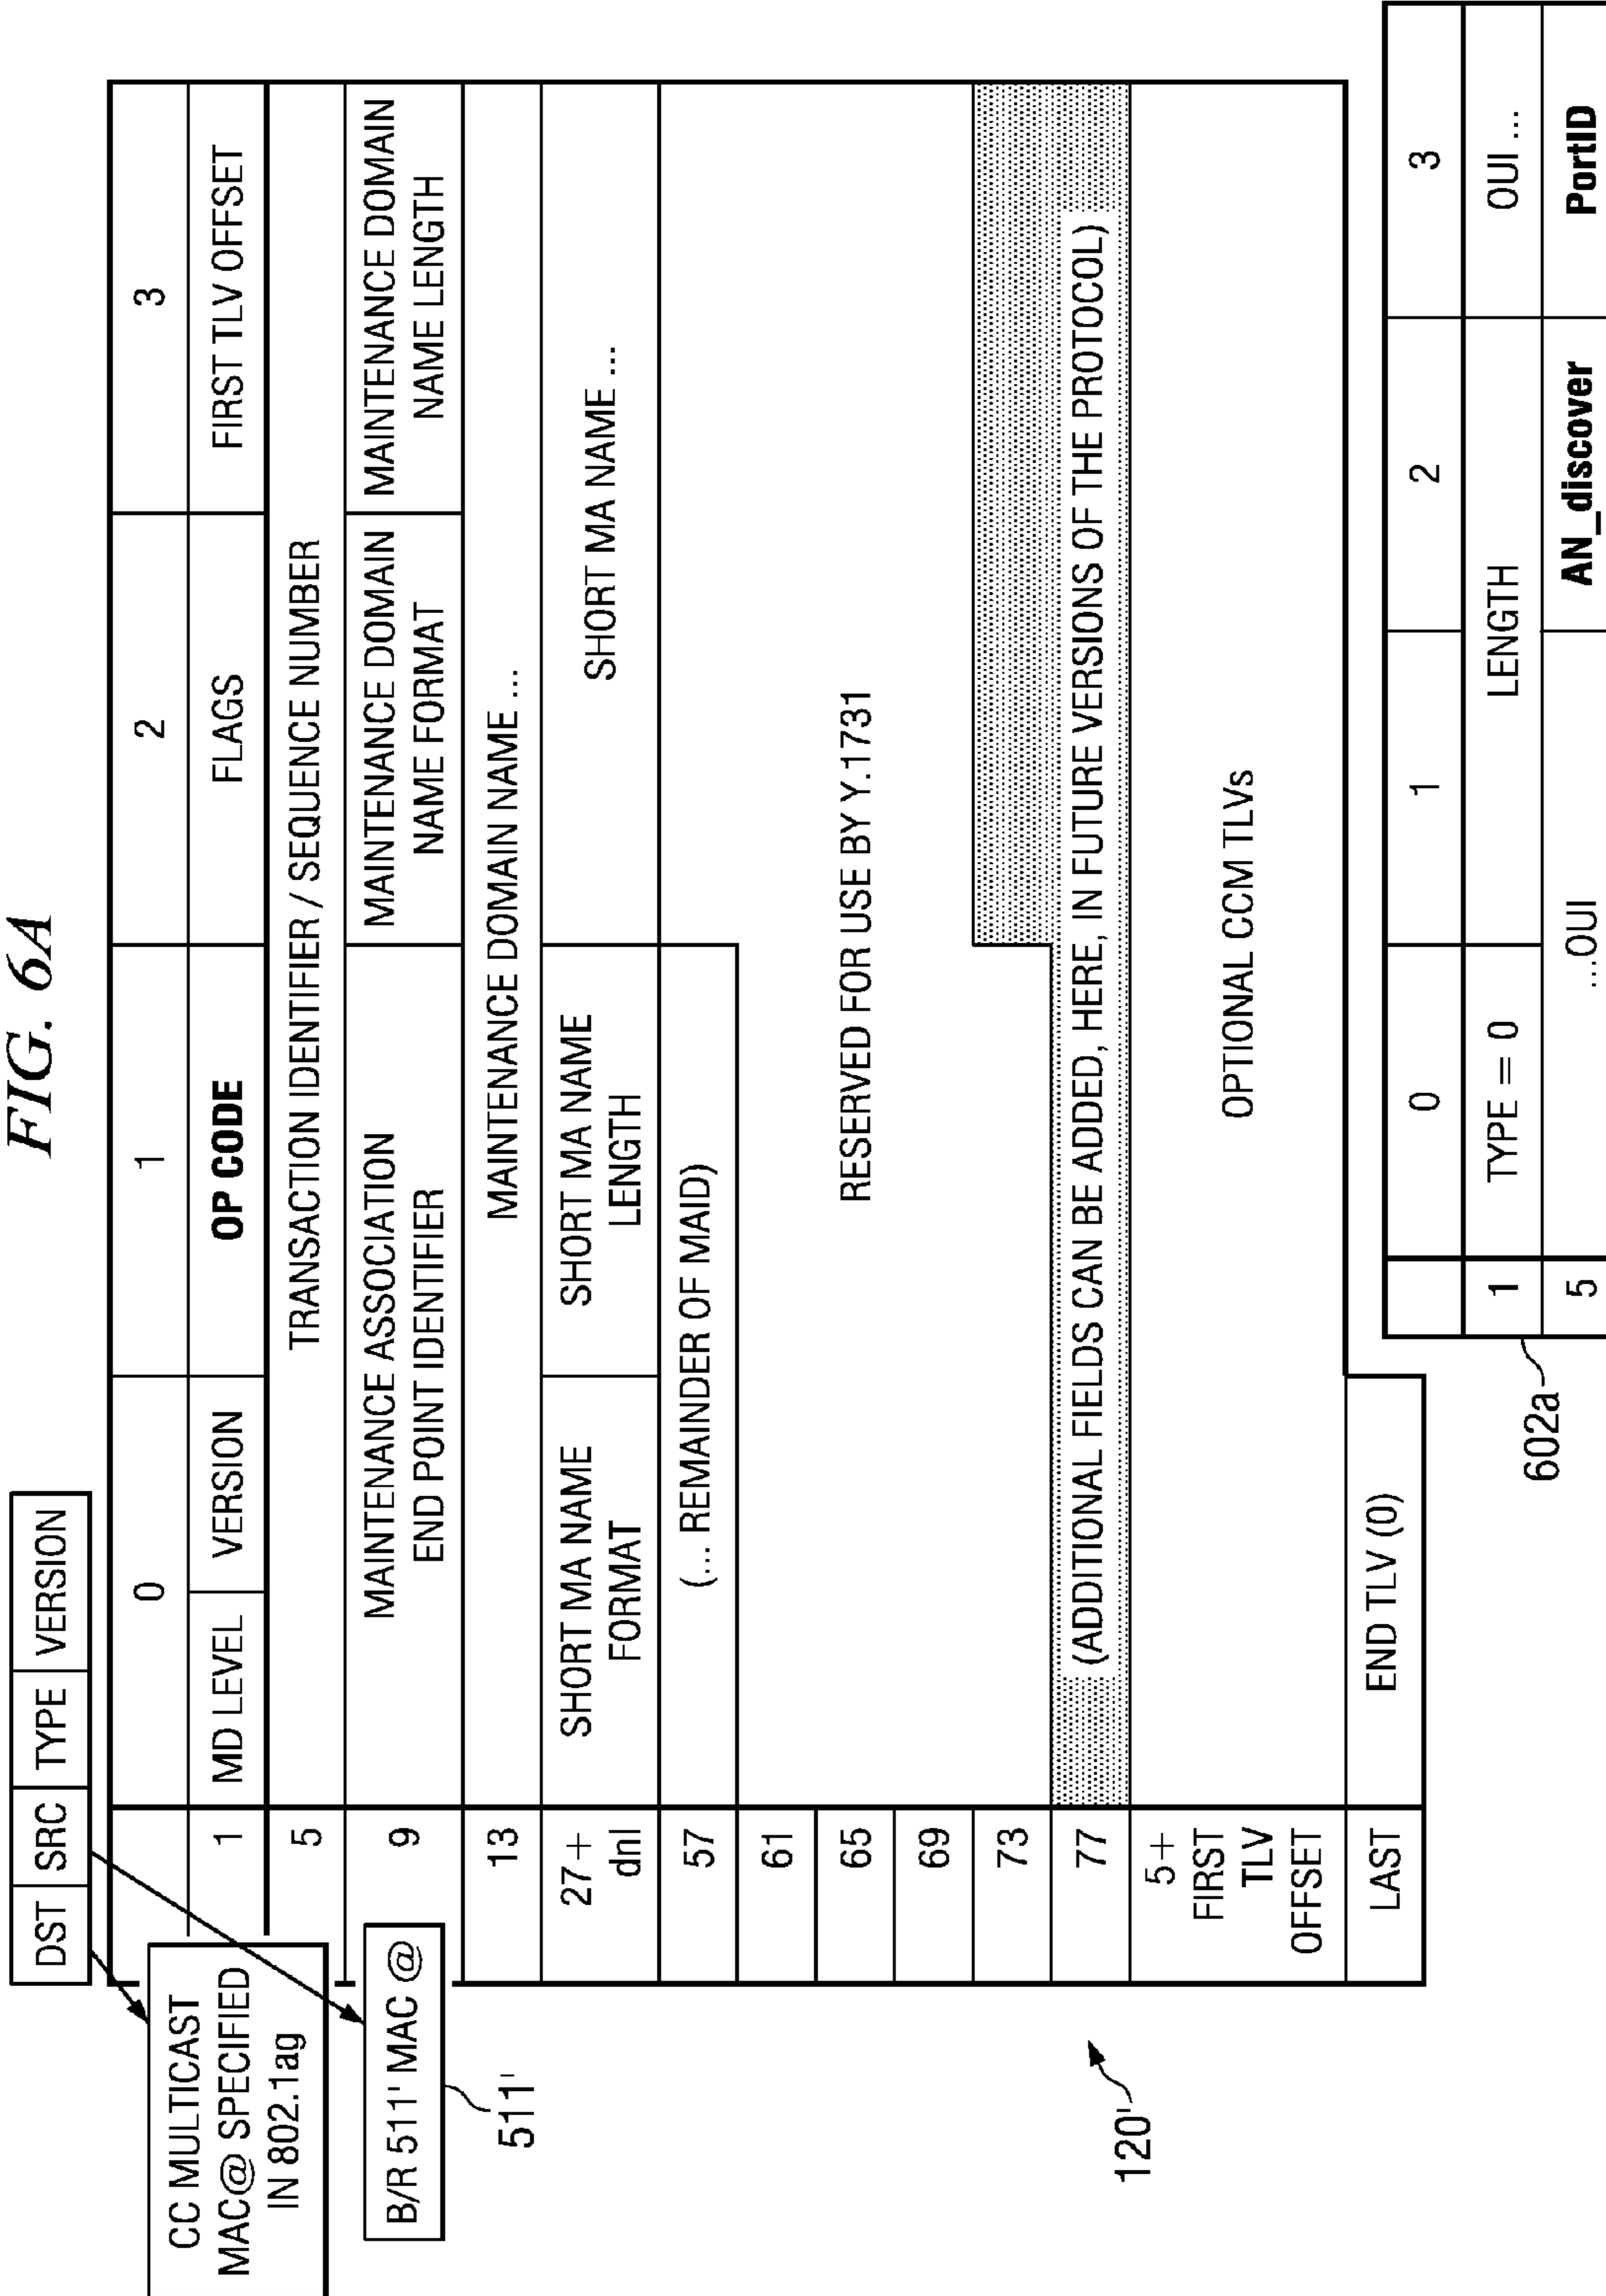 FIG. 6A
DST SRC TYPE VERSION
CC MULTICAST
MAC@ SPECIFIED
IN 802.1ag
B/R 511' MAC @
511'
120'
0 1 2 3
1 MD LEVEL VERSION OP CODE FLAGS FIRST TLV OFFSET
5 TRANSACTION IDENTIFIER / SEQUENCE NUMBER
9 MAINTENANCE ASSOCIATION
END POINT IDENTIFIER
MAINTENANCE DOMAIN
NAME FORMAT
MAINTENANCE DOMAIN
NAME LENGTH
13 MAINTENANCE DOMAIN NAME ...
27+
dnl
SHORT MA NAME
FORMAT
SHORT MA NAME
LENGTH
SHORT MA NAME ...
57 (... REMAINDER OF MAID)
61
65 RESERVED FOR USE BY Y.1731
69
73
77 (ADDITIONAL FIELDS CAN BE ADDED, HERE, IN FUTURE VERSIONS OF THE PROTOCOL)
5+
FIRST
TLV
OFFSET
OPTIONAL CCM TLVs
LAST END TLV (0)
602a
0 1 2 3
1 TYPE = 0 LENGTH OUI ...
5 ...OUI AN_discover PortID